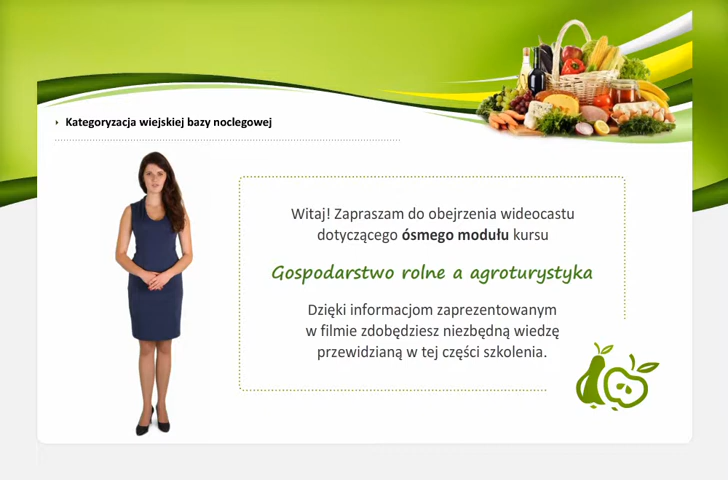 Kategoryzacja wiejskiej bazy noclegowej
Witaj! Zapraszam do obejrzenia wideocastu
dotyczącego ósmego modułu kursu
Gospodarstwo rolne a agroturystyka
Dzięki informacjom zaprezentowanym
w filmie zdobędziesz niezbędną wiedzę
przewidzianą w tej części szkolenia.